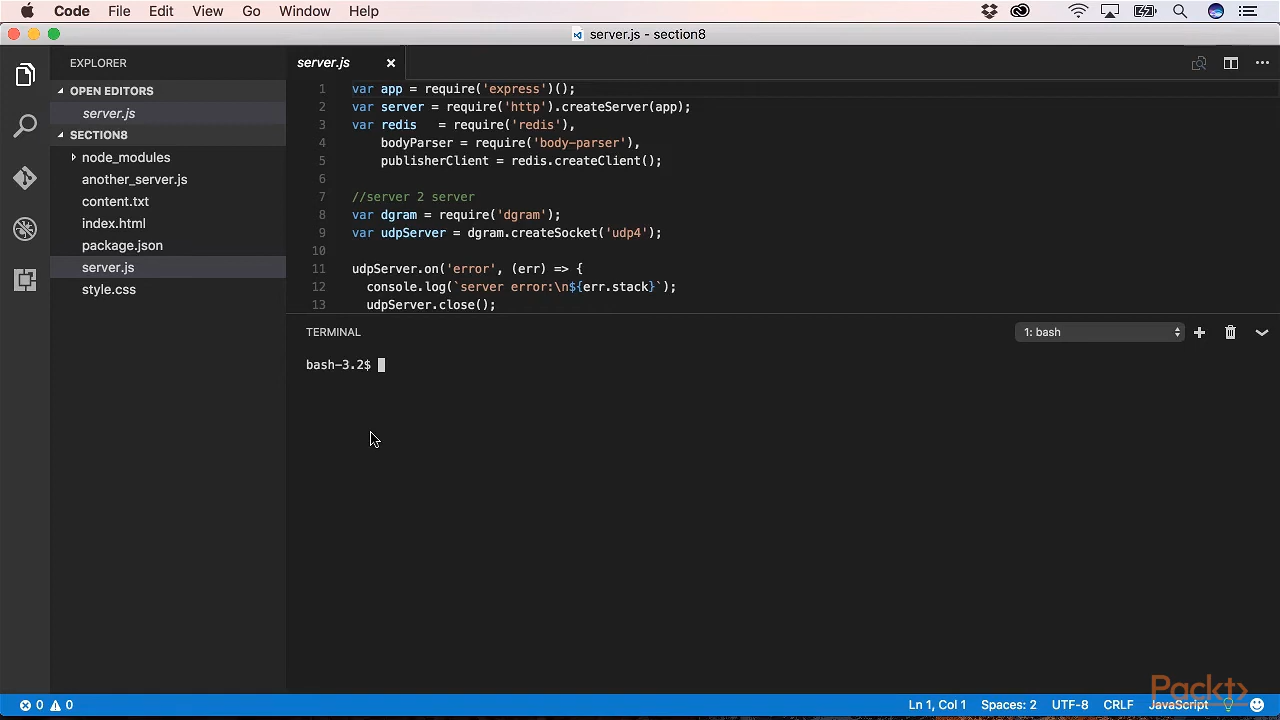 Code File Edit View Go Window Help
server.js - section8
EXPLORER
OPEN EDITORS
server.js
SECTION8
node_modules
another_server.js
content.txt
index.html
package.json
server.js
style.css
server.js
1 var app = require('express')();
2 var server = require('http').createServer(app);
3 var redis   = require('redis'),
4     bodyParser = require('body-parser'),
5     publisherClient = redis.createClient();
6
7 //server 2 server
8 var dgram = require('dgram');
9 var udpServer = dgram.createSocket('udp4');
10
11 udpServer.on('error', (err) => {
12   console.log(`server error:\n${err.stack}`);
13   udpServer.close();
TERMINAL
1: bash
bash-3.2$
Packt
0 0
Ln 1, Col 1 Spaces: 2 UTF-8 CRLF JavaScript